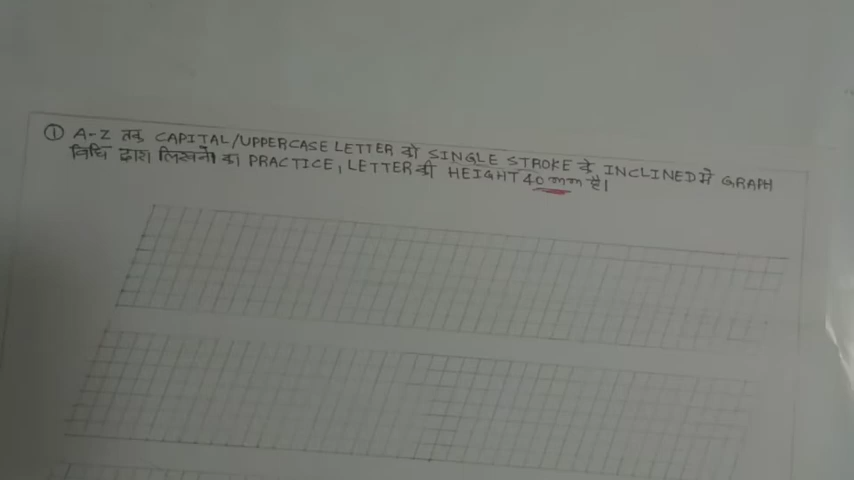 ① A-Z तक CAPITAL/UPPERCASE LETTER को SINGLE STROKE के INCLINED में GRAPH
विधि द्वारा लिखने का PRACTICE, LETTER की HEIGHT 40 mm है।